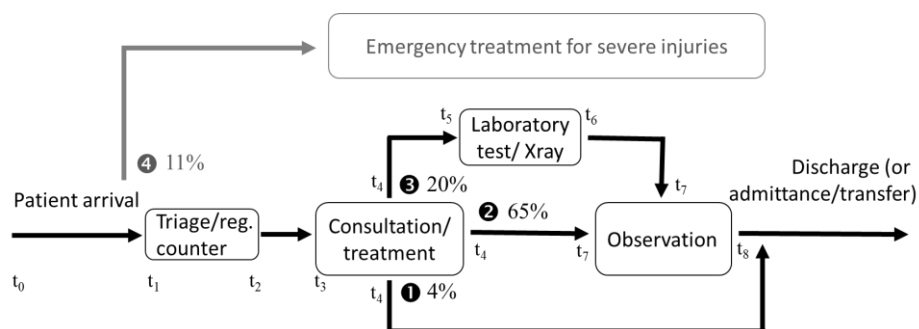 Emergency treatment for severe injuries
❹ 11%
Patient arrival
Triage/reg.
counter
t₀
t₁
t₂
t₃
Consultation/
treatment
t₄
❸ 20%
t₅
Laboratory
test/ Xray
t₆
t₇
❷ 65%
t₄
t₇
Observation
t₈
Discharge (or
admittance/transfer)
t₄
❶ 4%